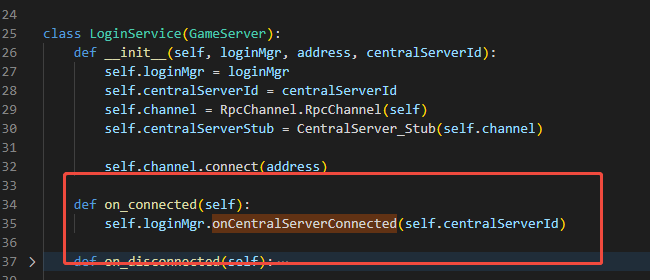 24
25 class LoginService(GameServer):
26 def __init__(self, loginMgr, address, centralServerId):
27 self.loginMgr = loginMgr
28 self.centralServerId = centralServerId
29 self.channel = RpcChannel.RpcChannel(self)
30 self.centralServerStub = CentralServer_Stub(self.channel)
31
32 self.channel.connect(address)
33
34 def on_connected(self):
35 self.loginMgr.onCentralServerConnected(self.centralServerId)
36
37 def on_disconnected(self):…